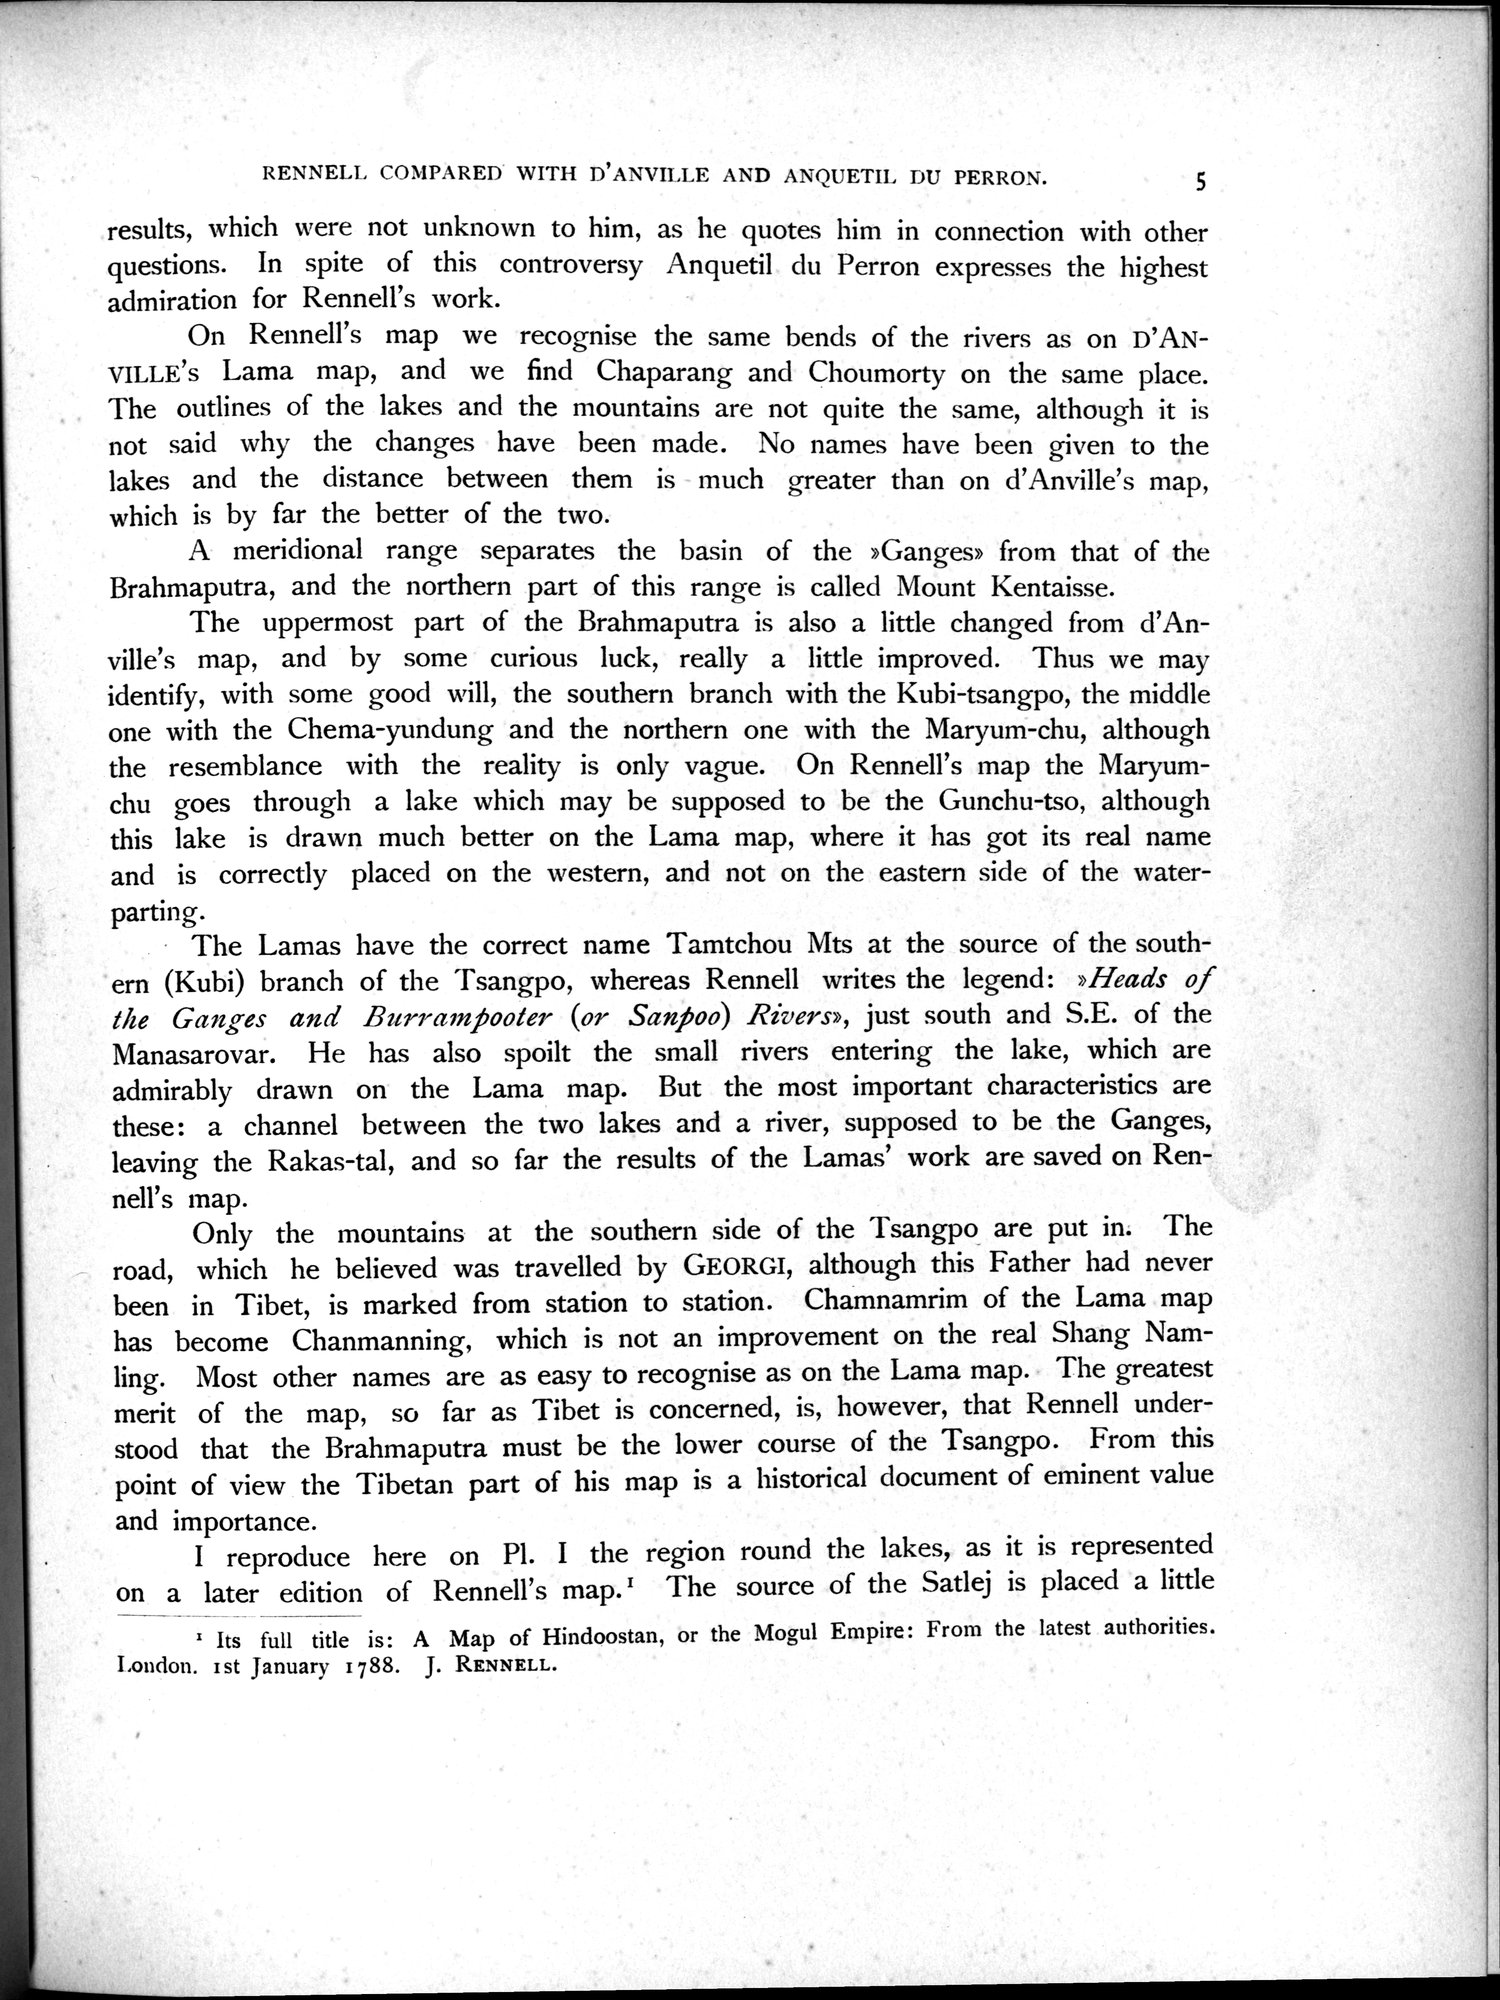 RENNELL COMPARED WITH D'ANVILLE AND ANQUETIL DU PERRON. 5
results, which were not unknown to him, as he quotes him in connection with other
questions. In spite of this controversy Anquetil du Perron expresses the highest
admiration for Rennell's work.
On Rennell's map we recognise the same bends of the rivers as on D'AN-
VILLE's Lama map, and we find Chaparang and Choumorty on the same place.
The outlines of the lakes and the mountains are not quite the same, although it is
not said why the changes have been made. No names have been given to the
lakes and the distance between them is much greater than on d'Anville's map,
which is by far the better of the two.
A meridional range separates the basin of the »Ganges» from that of the
Brahmaputra, and the northern part of this range is called Mount Kentaisse.
The uppermost part of the Brahmaputra is also a little changed from d'An-
ville's map, and by some curious luck, really a little improved. Thus we may
identify, with some good will, the southern branch with the Kubi-tsangpo, the middle
one with the Chema-yundung and the northern one with the Maryum-chu, although
the resemblance with the reality is only vague. On Rennell's map the Maryum-
chu goes through a lake which may be supposed to be the Gunchu-tso, although
this lake is drawn much better on the Lama map, where it has got its real name
and is correctly placed on the western, and not on the eastern side of the water-
parting.
The Lamas have the correct name Tamtchou Mts at the source of the south-
ern (Kubi) branch of the Tsangpo, whereas Rennell writes the legend: »Heads of
the Ganges and Burrampooter (or Sanpoo) Rivers», just south and S.E. of the
Manasarovar. He has also spoilt the small rivers entering the lake, which are
admirably drawn on the Lama map. But the most important characteristics are
these: a channel between the two lakes and a river, supposed to be the Ganges,
leaving the Rakas-tal, and so far the results of the Lamas' work are saved on Ren-
nell's map.
Only the mountains at the southern side of the Tsangpo are put in. The
road, which he believed was travelled by GEORGI, although this Father had never
been in Tibet, is marked from station to station. Chamnamrim of the Lama map
has become Chanmanning, which is not an improvement on the real Shang Nam-
ling. Most other names are as easy to recognise as on the Lama map. The greatest
merit of the map, so far as Tibet is concerned, is, however, that Rennell under-
stood that the Brahmaputra must be the lower course of the Tsangpo. From this
point of view the Tibetan part of his map is a historical document of eminent value
and importance.
I reproduce here on Pl. I the region round the lakes, as it is represented
on a later edition of Rennell's map.¹ The source of the Satlej is placed a little
¹ Its full title is: A Map of Hindoostan, or the Mogul Empire: From the latest authorities.
London. 1st January 1788. J. RENNELL.